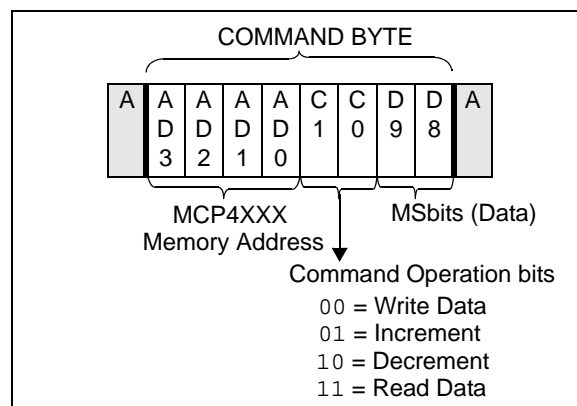 COMMAND BYTE
A A A A A C C D D A
D D D D 1 0 9 8
3 2 1 0
MCP4XXX
Memory Address
MSbits (Data)
Command Operation bits
00 = Write Data
01 = Increment
10 = Decrement
11 = Read Data